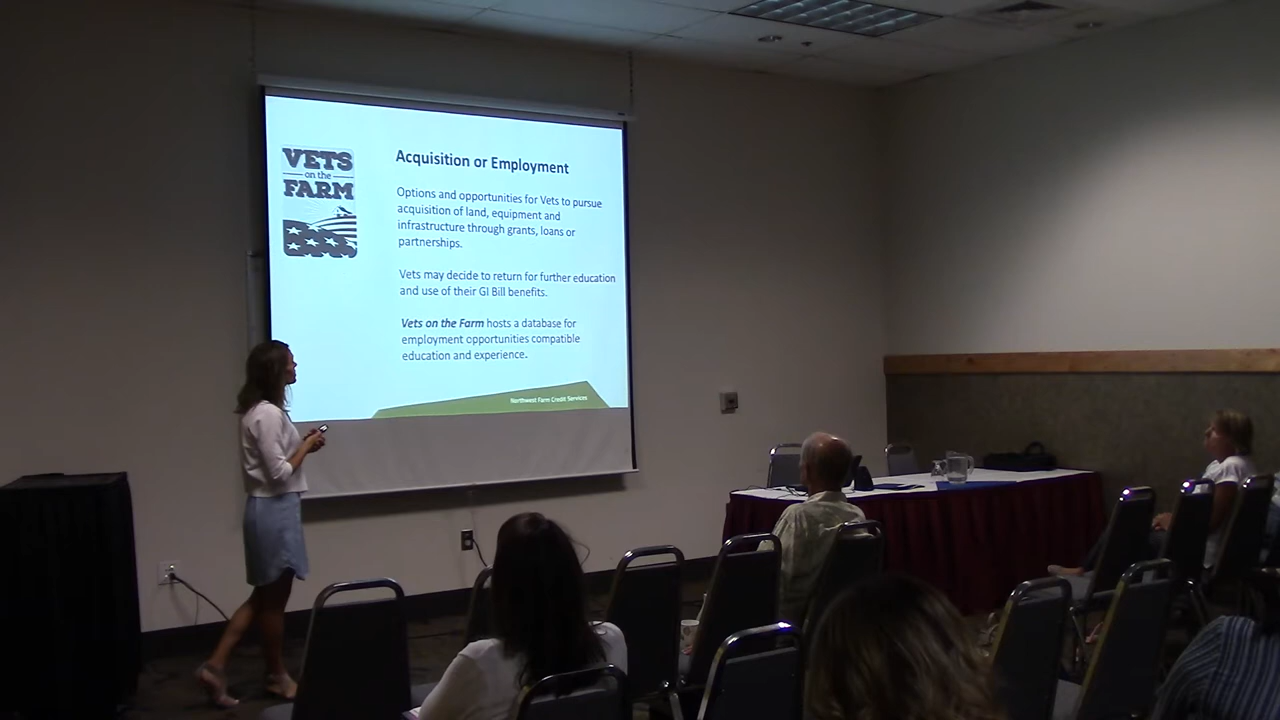 VETS
on the
FARM
Acquisition or Employment
Options and opportunities for Vets to pursue
acquisition of land, equipment and
infrastructure through grants, loans or
partnerships.
Vets may decide to return for further education
and use of their GI Bill benefits.
Vets on the Farm hosts a database for
employment opportunities compatible
education and experience.
Northwest Farm Credit Services